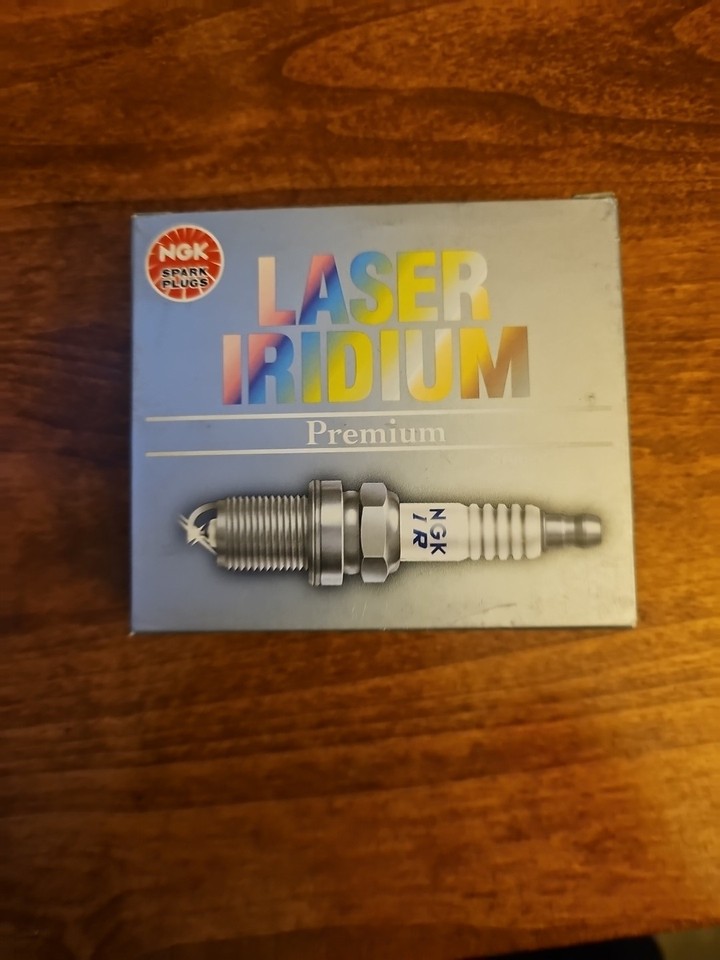 NGK
SPARK
PLUGS
LASER
IRIDIUM
Premium
NGK
IR